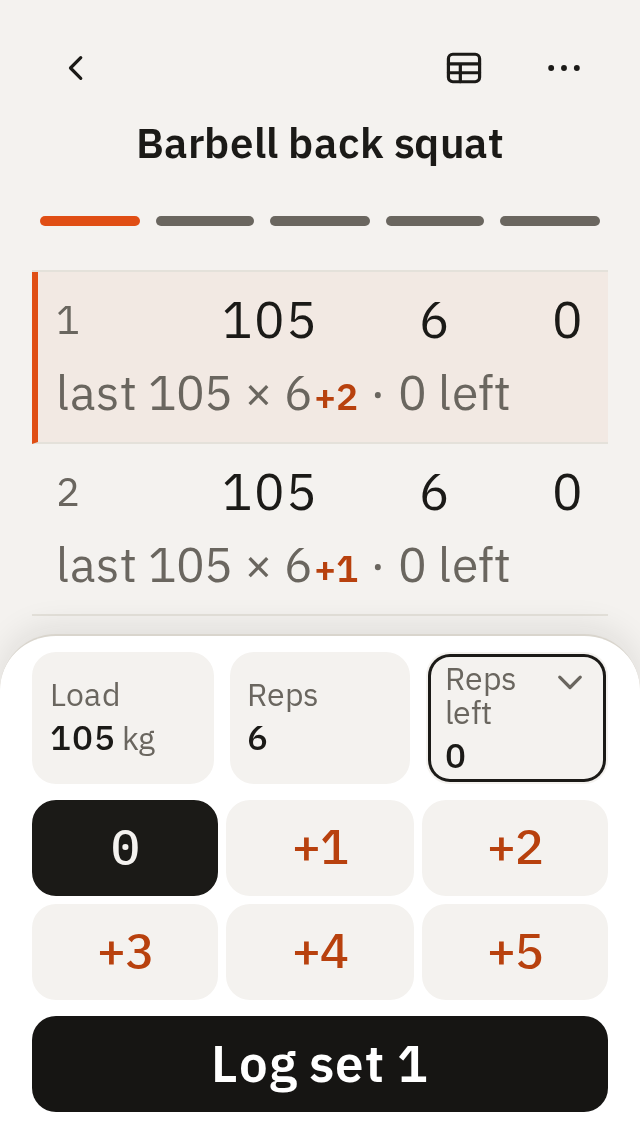 Barbell back squat
1 105 6 0
last 105 × 6+2 · 0 left
2 105 6 0
last 105 × 6+1 · 0 left
Load
105 kg
Reps
6
Reps left
0
0 +1 +2
+3 +4 +5
Log set 1